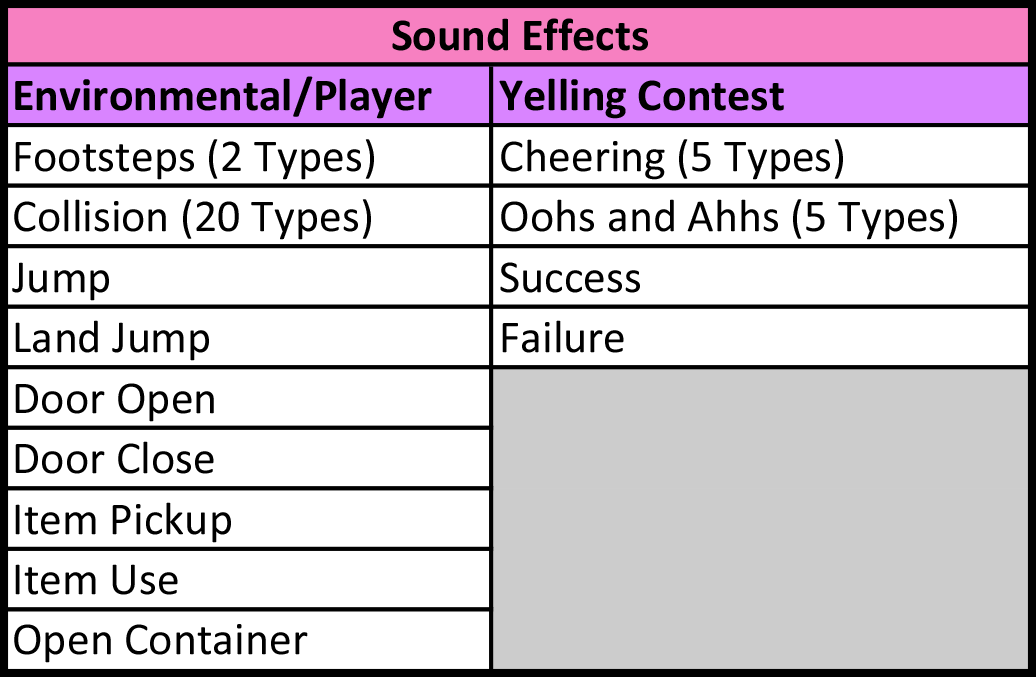 Sound Effects
Environmental/Player
Yelling Contest
Footsteps (2 Types)
Cheering (5 Types)
Collision (20 Types)
Oohs and Ahhs (5 Types)
Jump
Success
Land Jump
Failure
Door Open
Door Close
Item Pickup
Item Use
Open Container